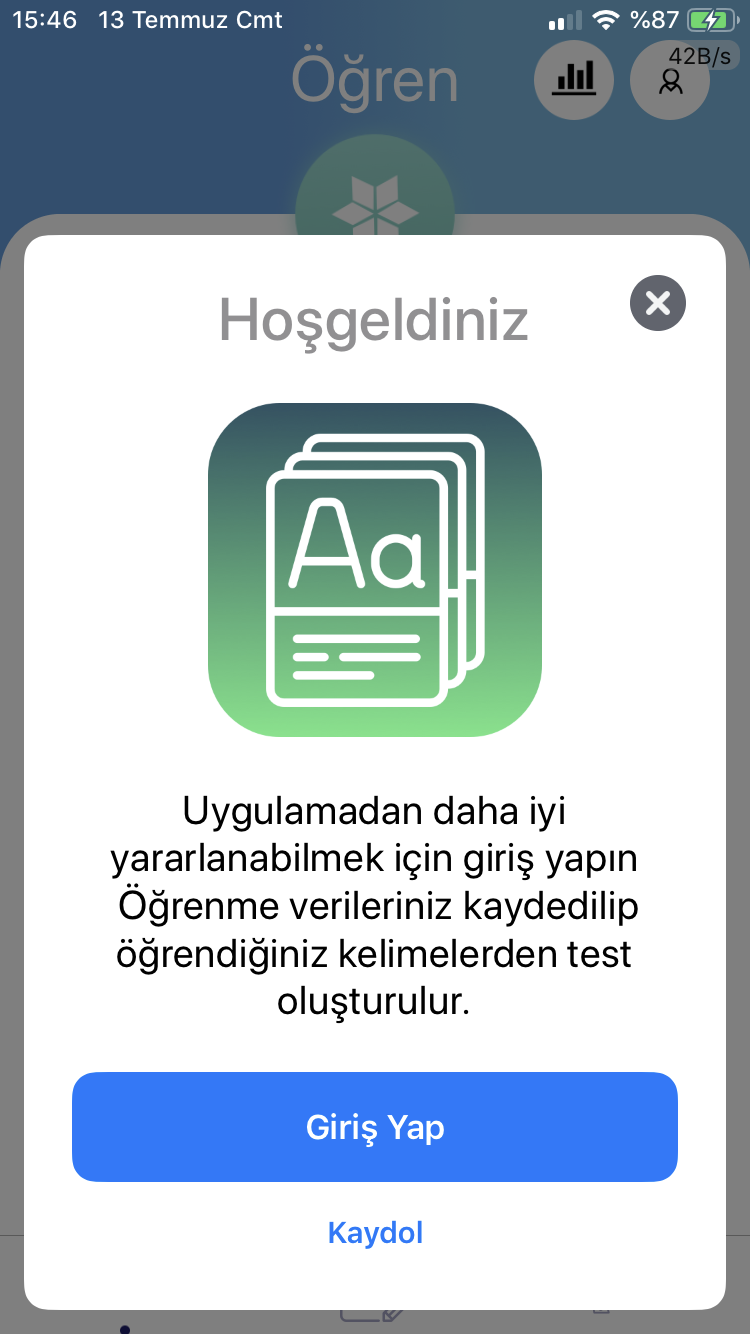 15:46 13 Temmuz Cmt %87
42B/s
Öğren
Hoşgeldiniz
Aa
Uygulamadan daha iyi
yararlanabilmek için giriş yapın
Öğrenme verileriniz kaydedilip
öğrendiğiniz kelimelerden test
oluşturulur.
Giriş Yap
Kaydol